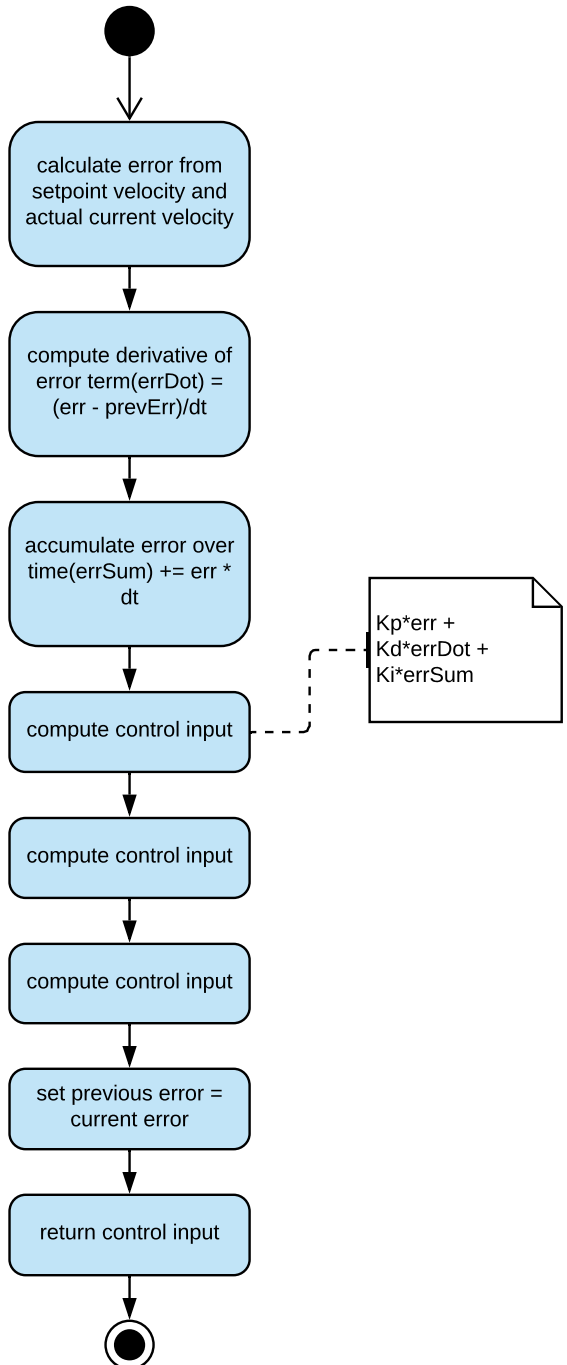 calculate error from
setpoint velocity and
actual current velocity
compute derivative of
error term(errDot) =
(err - prevErr)/dt
accumulate error over
time(errSum) += err *
dt
Kp*err +
Kd*errDot +
Ki*errSum
compute control input
compute control input
compute control input
set previous error =
current error
return control input